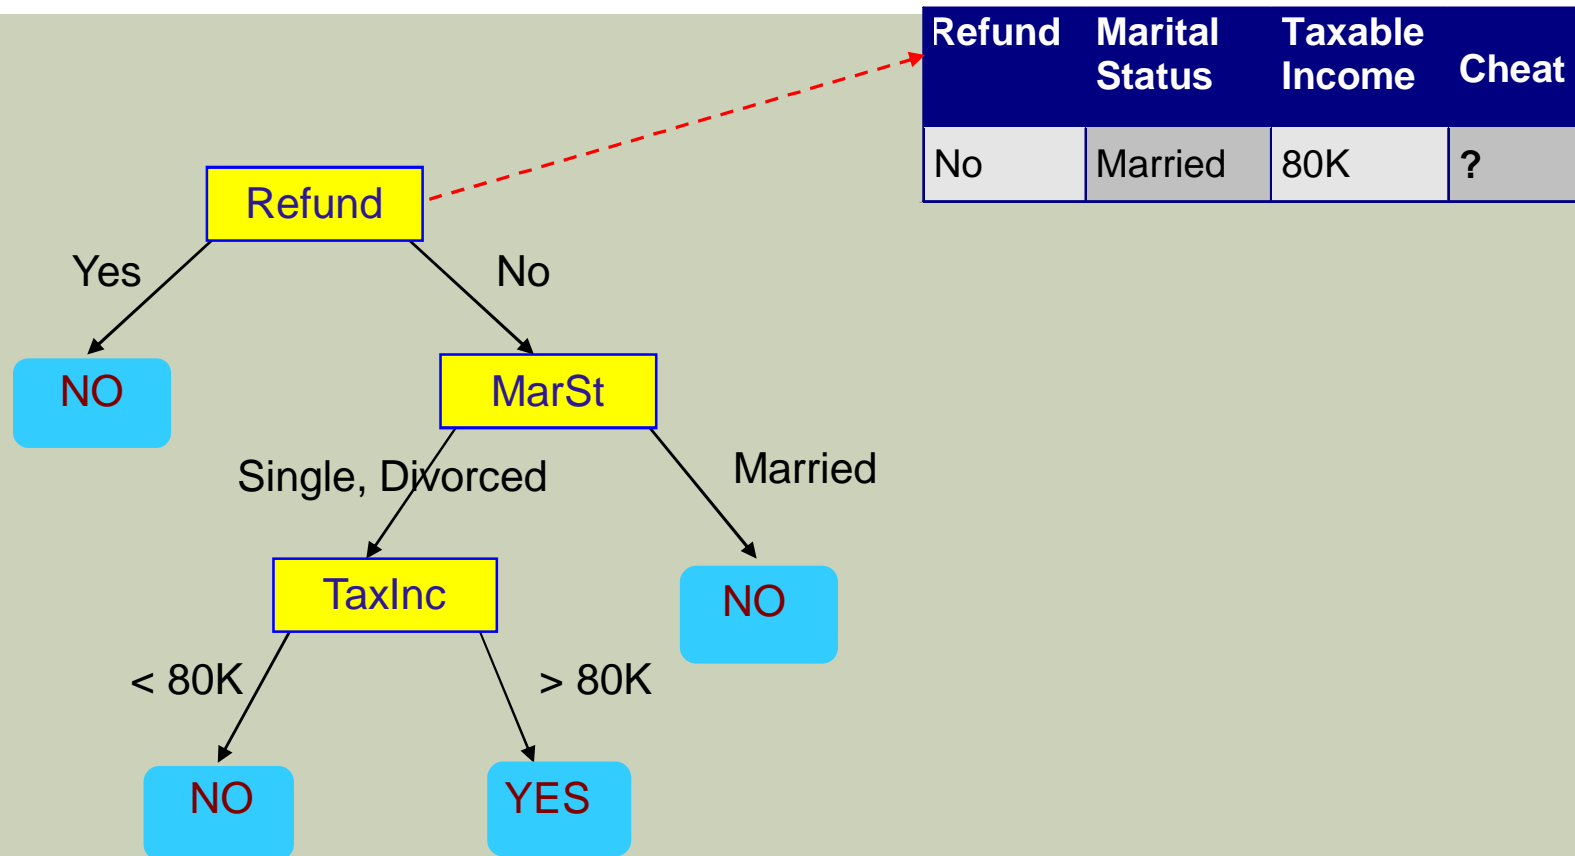 Refund Marital Taxable
Status Income Cheat
No Married 80K ?
Refund
Yes No
NO MarSt
Single, Divorced Married
TaxInc NO
< 80K > 80K
NO YES